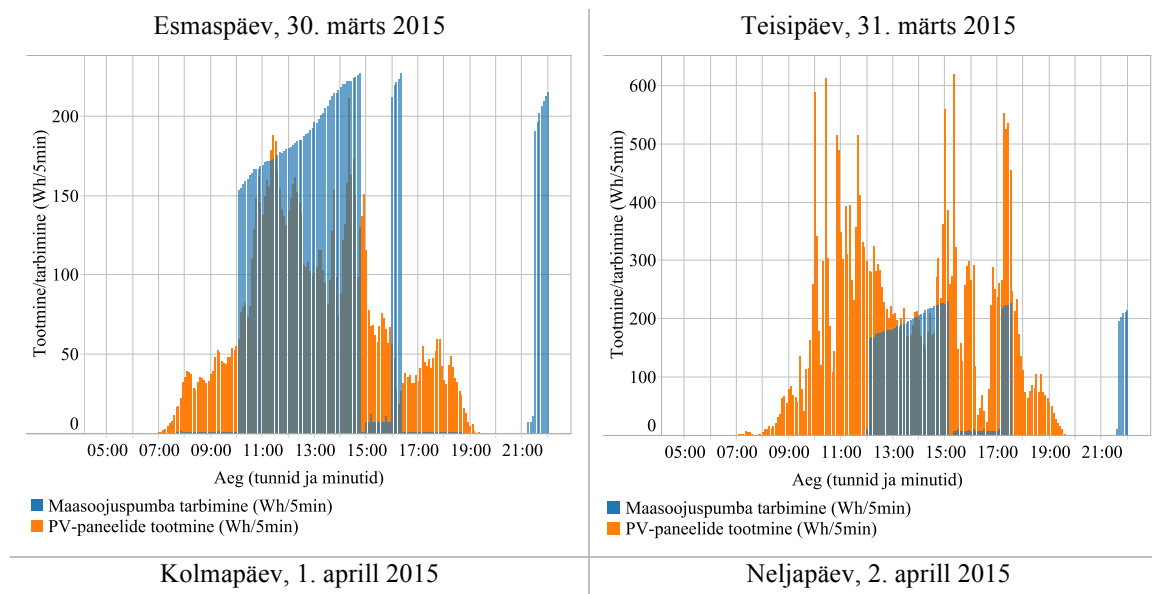 Esmaspäev, 30. märts 2015
Tootmine/tarbimine (Wh/5min)
200
150
100
50
0
05:00 07:00 09:00 11:00 13:00 15:00 17:00 19:00 21:00
Aeg (tunnid ja minutid)
Maasoojuspumba tarbimine (Wh/5min)
PV-paneelide tootmine (Wh/5min)
Teisipäev, 31. märts 2015
Tootmine/tarbimine (Wh/5min)
600
500
400
300
200
100
0
05:00 07:00 09:00 11:00 13:00 15:00 17:00 19:00 21:00
Aeg (tunnid ja minutid)
Maasoojuspumba tarbimine (Wh/5min)
PV-paneelide tootmine (Wh/5min)
Kolmapäev, 1. aprill 2015
Neljapäev, 2. aprill 2015